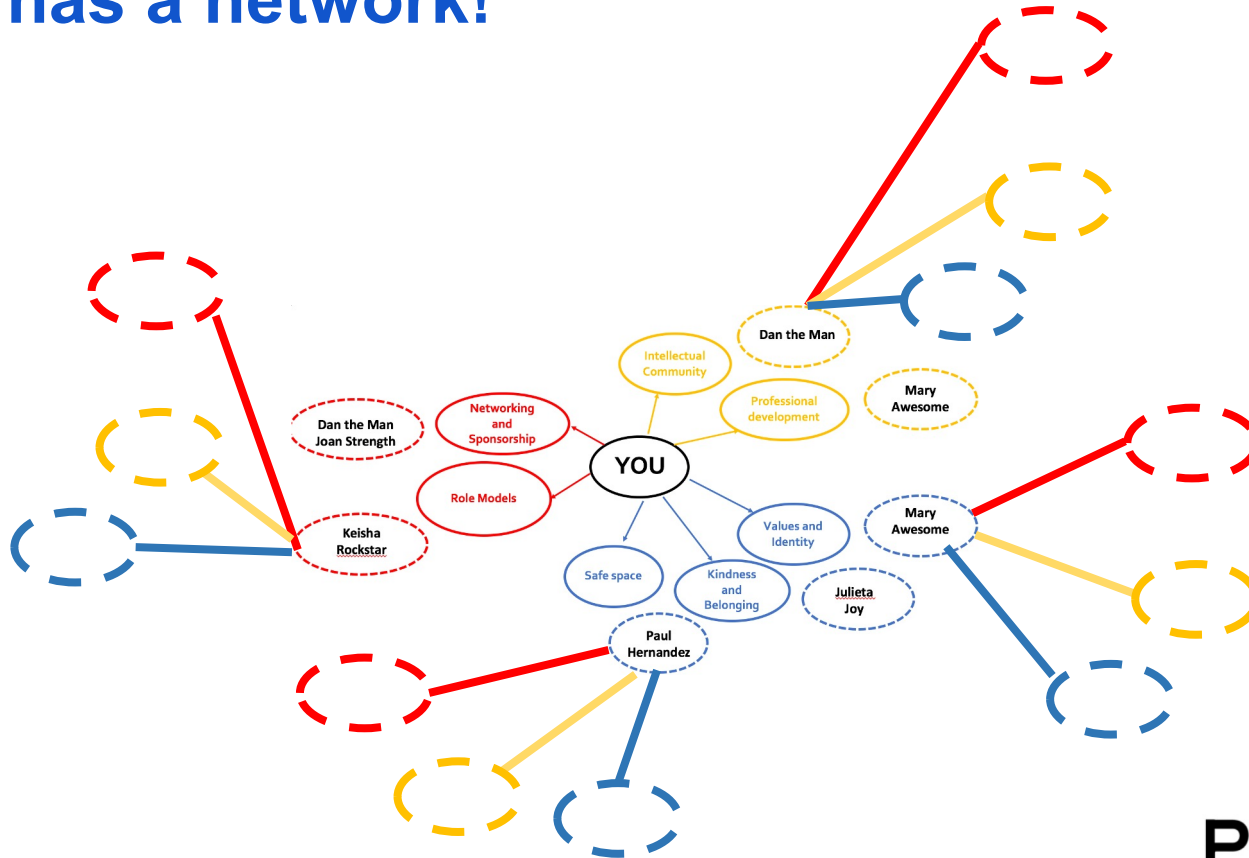 has a network!
Dan the Man
Intellectual
Community
Mary
Awesome
Professional
development
Networking
and
Sponsorship
Dan the Man
Joan Strength
YOU
Role Models
Mary
Awesome
Values and
Identity
Keisha
Rockstar
Safe space
Kindness
and
Belonging
Julieta
Joy
Paul
Hernandez
P